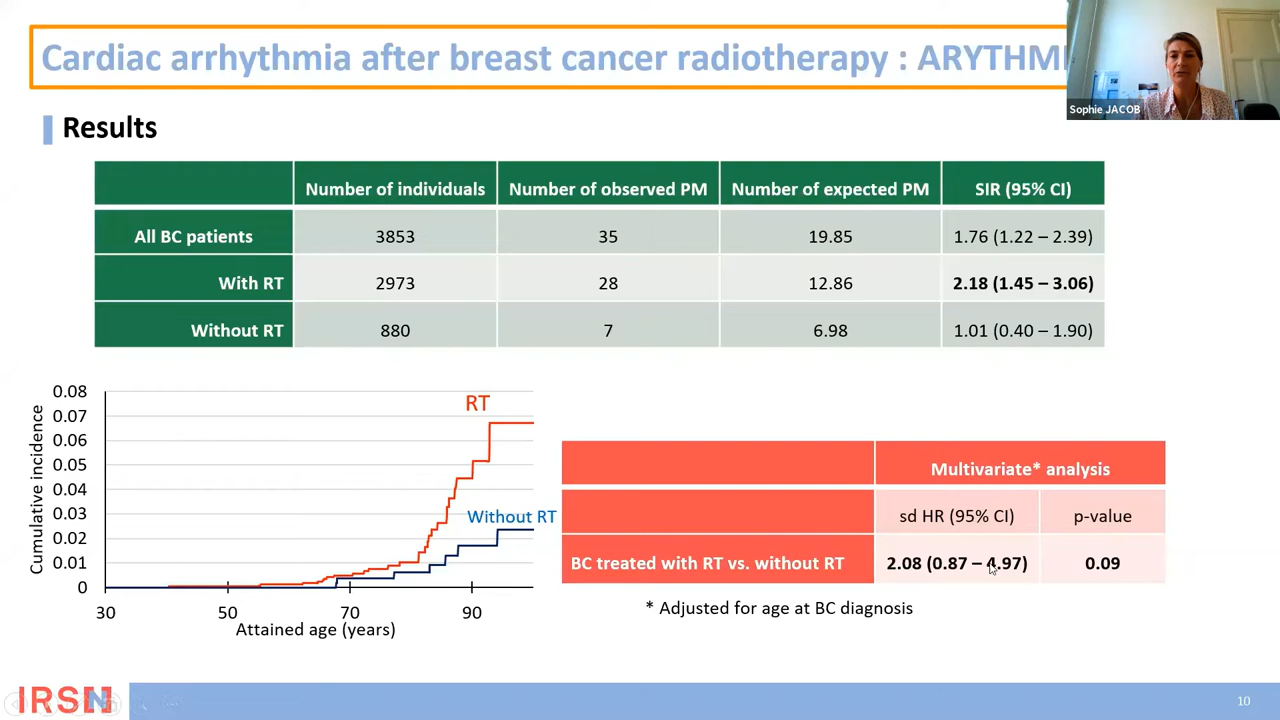 Cardiac arrhythmia after breast cancer radiotherapy : ARYTHM
Sophie JACOB
Results
Number of individuals Number of observed PM Number of expected PM SIR (95% CI)
All BC patients 3853 35 19.85 1.76 (1.22 – 2.39)
With RT 2973 28 12.86 2.18 (1.45 – 3.06)
Without RT 880 7 6.98 1.01 (0.40 – 1.90)
Cumulative incidence
0.08
0.07
0.06
0.05
0.04
0.03
0.02
0.01
0
30 50 70 90
Attained age (years)
RT
Without RT
Multivariate* analysis
sd HR (95% CI) p-value
BC treated with RT vs. without RT 2.08 (0.87 – 4.97) 0.09
* Adjusted for age at BC diagnosis
IRSN
10